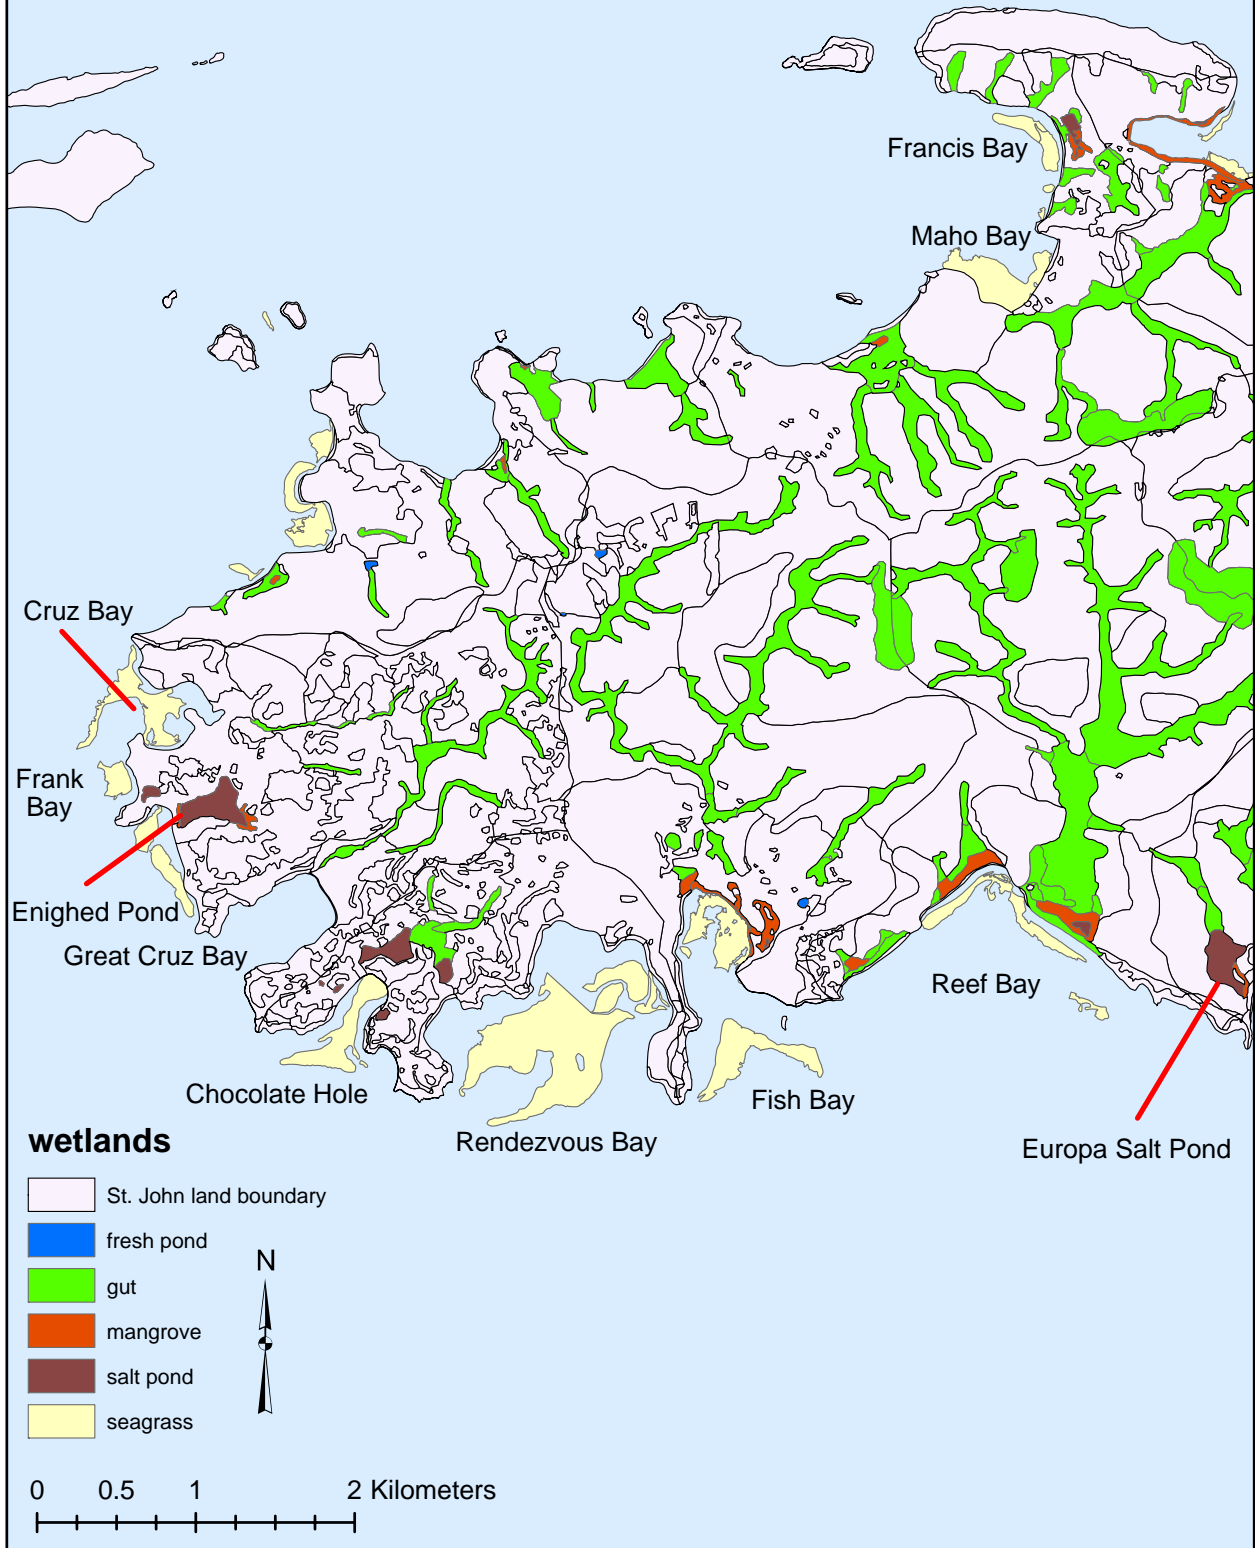 Francis Bay
Maho Bay
Cruz Bay
Frank
Bay
Enighed Pond
Great Cruz Bay
Reef Bay
Chocolate Hole
Fish Bay
Rendezvous Bay
Europa Salt Pond
wetlands
St. John land boundary
fresh pond
gut
mangrove
salt pond
seagrass
N
0 0.5 1 2 Kilometers